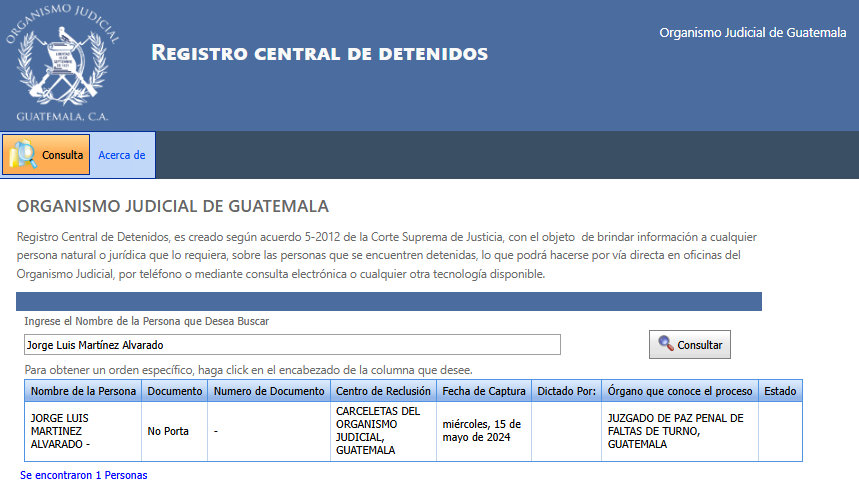 ORGANISMO JUDICIAL
GUATEMALA, C.A.
REGISTRO CENTRAL DE DETENIDOS
Organismo Judicial de Guatemala
Consulta
Acerca de
ORGANISMO JUDICIAL DE GUATEMALA
Registro Central de Detenidos, es creado según acuerdo 5-2012 de la Corte Suprema de Justicia, con el objeto de brindar información a cualquier
persona natural o jurídica que lo requiera, sobre las personas que se encuentren detenidas, lo que podrá hacerse por vía directa en oficinas del
Organismo Judicial, por teléfono o mediante consulta electrónica o cualquier otra tecnología disponible.
Ingrese el Nombre de la Persona que Desea Buscar
Jorge Luis Martínez Alvarado
Consultar
Para obtener un orden específico, haga click en el encabezado de la columna que desee.
Nombre de la Persona Documento Numero de Documento Centro de Reclusión Fecha de Captura Dictado Por: Órgano que conoce el proceso Estado
JORGE LUIS
MARTINEZ
ALVARADO -
No Porta
-
CARCELETAS DEL
ORGANISMO
JUDICIAL,
GUATEMALA
miércoles, 15 de
mayo de 2024
JUZGADO DE PAZ PENAL DE
FALTAS DE TURNO,
GUATEMALA
Se encontraron 1 Personas